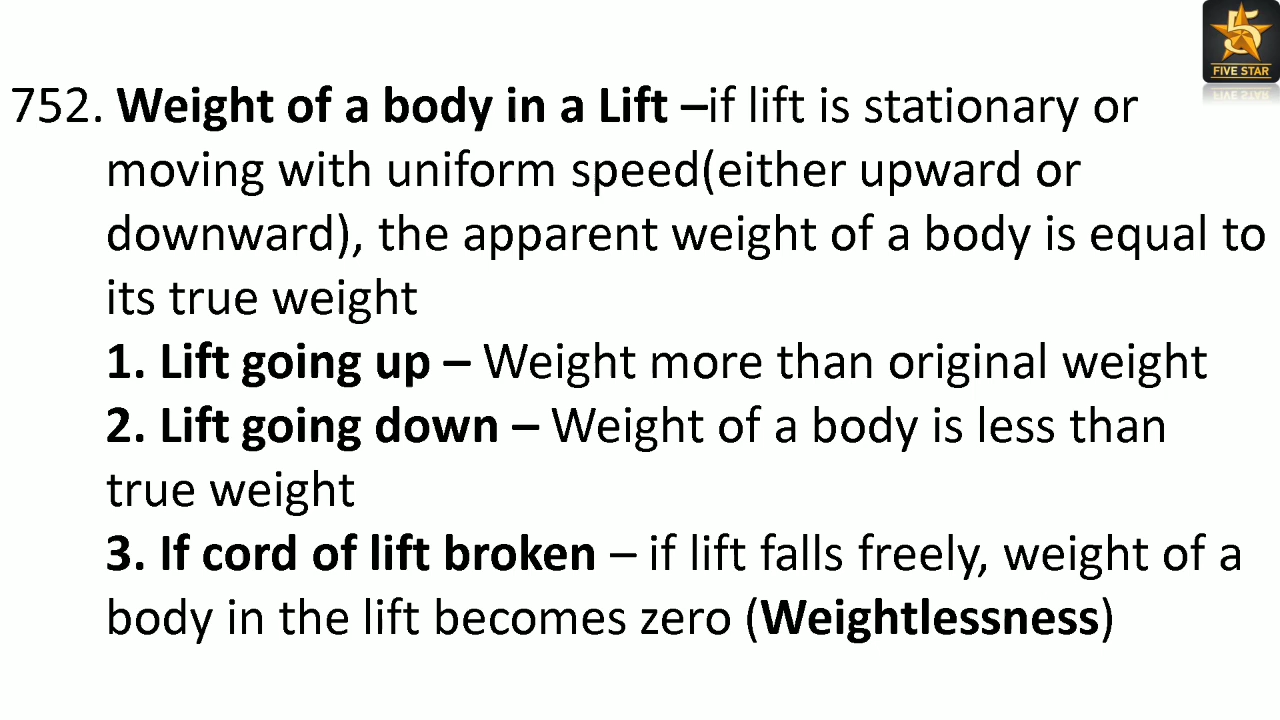 5
FIVE STAR
752. Weight of a body in a Lift –if lift is stationary or
moving with uniform speed(either upward or
downward), the apparent weight of a body is equal to
its true weight
1. Lift going up – Weight more than original weight
2. Lift going down – Weight of a body is less than
true weight
3. If cord of lift broken – if lift falls freely, weight of a
body in the lift becomes zero (Weightlessness)